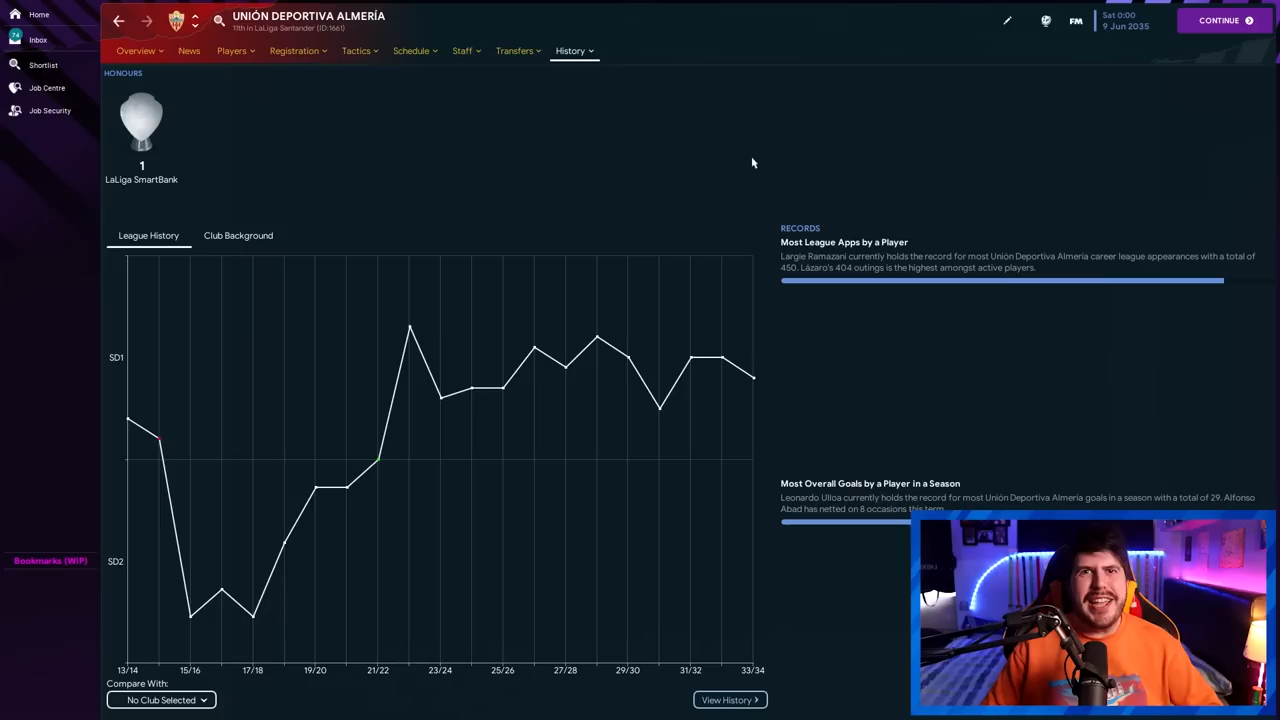 Home
74
Inbox
Shortlist
Job Centre
Job Security
Bookmarks (WiP)
UNIÓN DEPORTIVA ALMERÍA
11th in LaLiga Santander (ID:1661)
FM
Sat 0:00
9 Jun 2035
CONTINUE
Overview
News
Players
Registration
Tactics
Schedule
Staff
Transfers
History
HONOURS
1
LaLiga SmartBank
League History
Club Background
SD1
SD2
13/14
15/16
17/18
19/20
21/22
23/24
25/26
27/28
29/30
31/32
33/34
Compare With:
No Club Selected
View History
RECORDS
Most League Apps by a Player
Largie Ramazani currently holds the record for most Unión Deportiva Almería career league appearances with a total of
450. Lázaro's 404 outings is the highest amongst active players.
Most Overall Goals by a Player in a Season
Leonardo Ulloa currently holds the record for most Unión Deportiva Almería goals in a season with a total of 29. Alfonso
Abad has netted on 8 occasions this term.